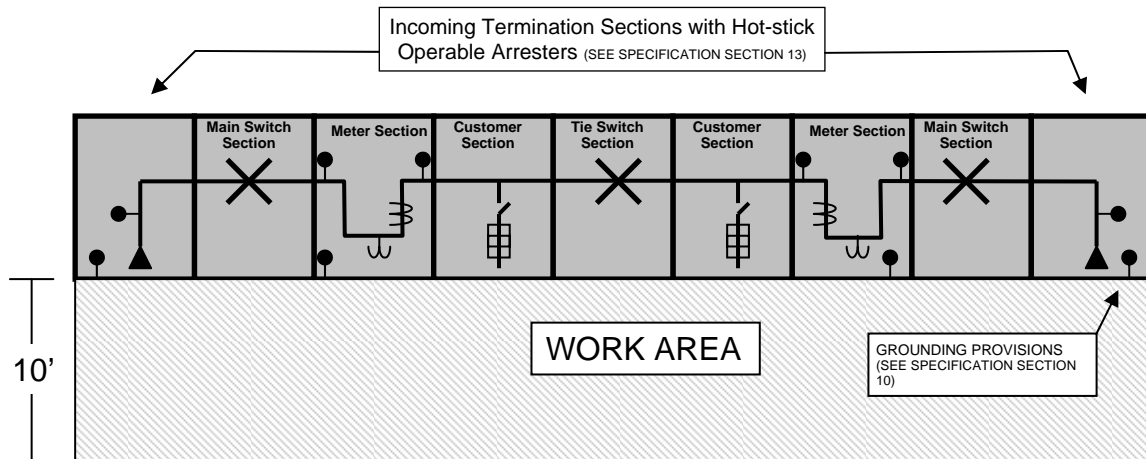 Incoming Termination Sections with Hot-stick
Operable Arresters (SEE SPECIFICATION SECTION 13)
Main Switch
Section
Meter Section
Customer
Section
Tie Switch
Section
Customer
Section
Meter Section
Main Switch
Section
10’
WORK AREA
GROUNDING PROVISIONS
(SEE SPECIFICATION SECTION
10)